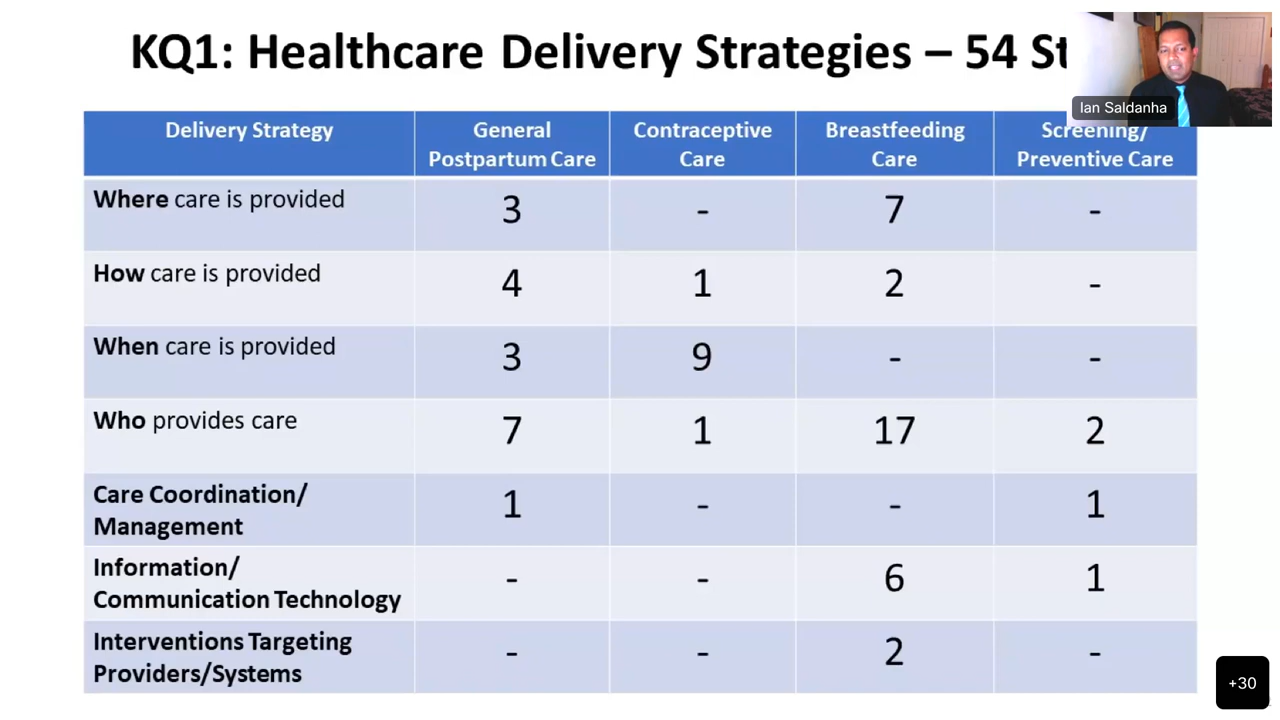 KQ1: Healthcare Delivery Strategies – 54
Ian Saldanha
Delivery Strategy
General
Postpartum Care
Contraceptive
Care
Breastfeeding
Care
Screening/
Preventive Care
Where care is provided
3
-
7
-
How care is provided
4
1
2
-
When care is provided
3
9
-
-
Who provides care
7
1
17
2
Care Coordination/
Management
1
-
-
1
Information/
Communication Technology
-
-
6
1
Interventions Targeting
Providers/Systems
-
-
2
-
+30